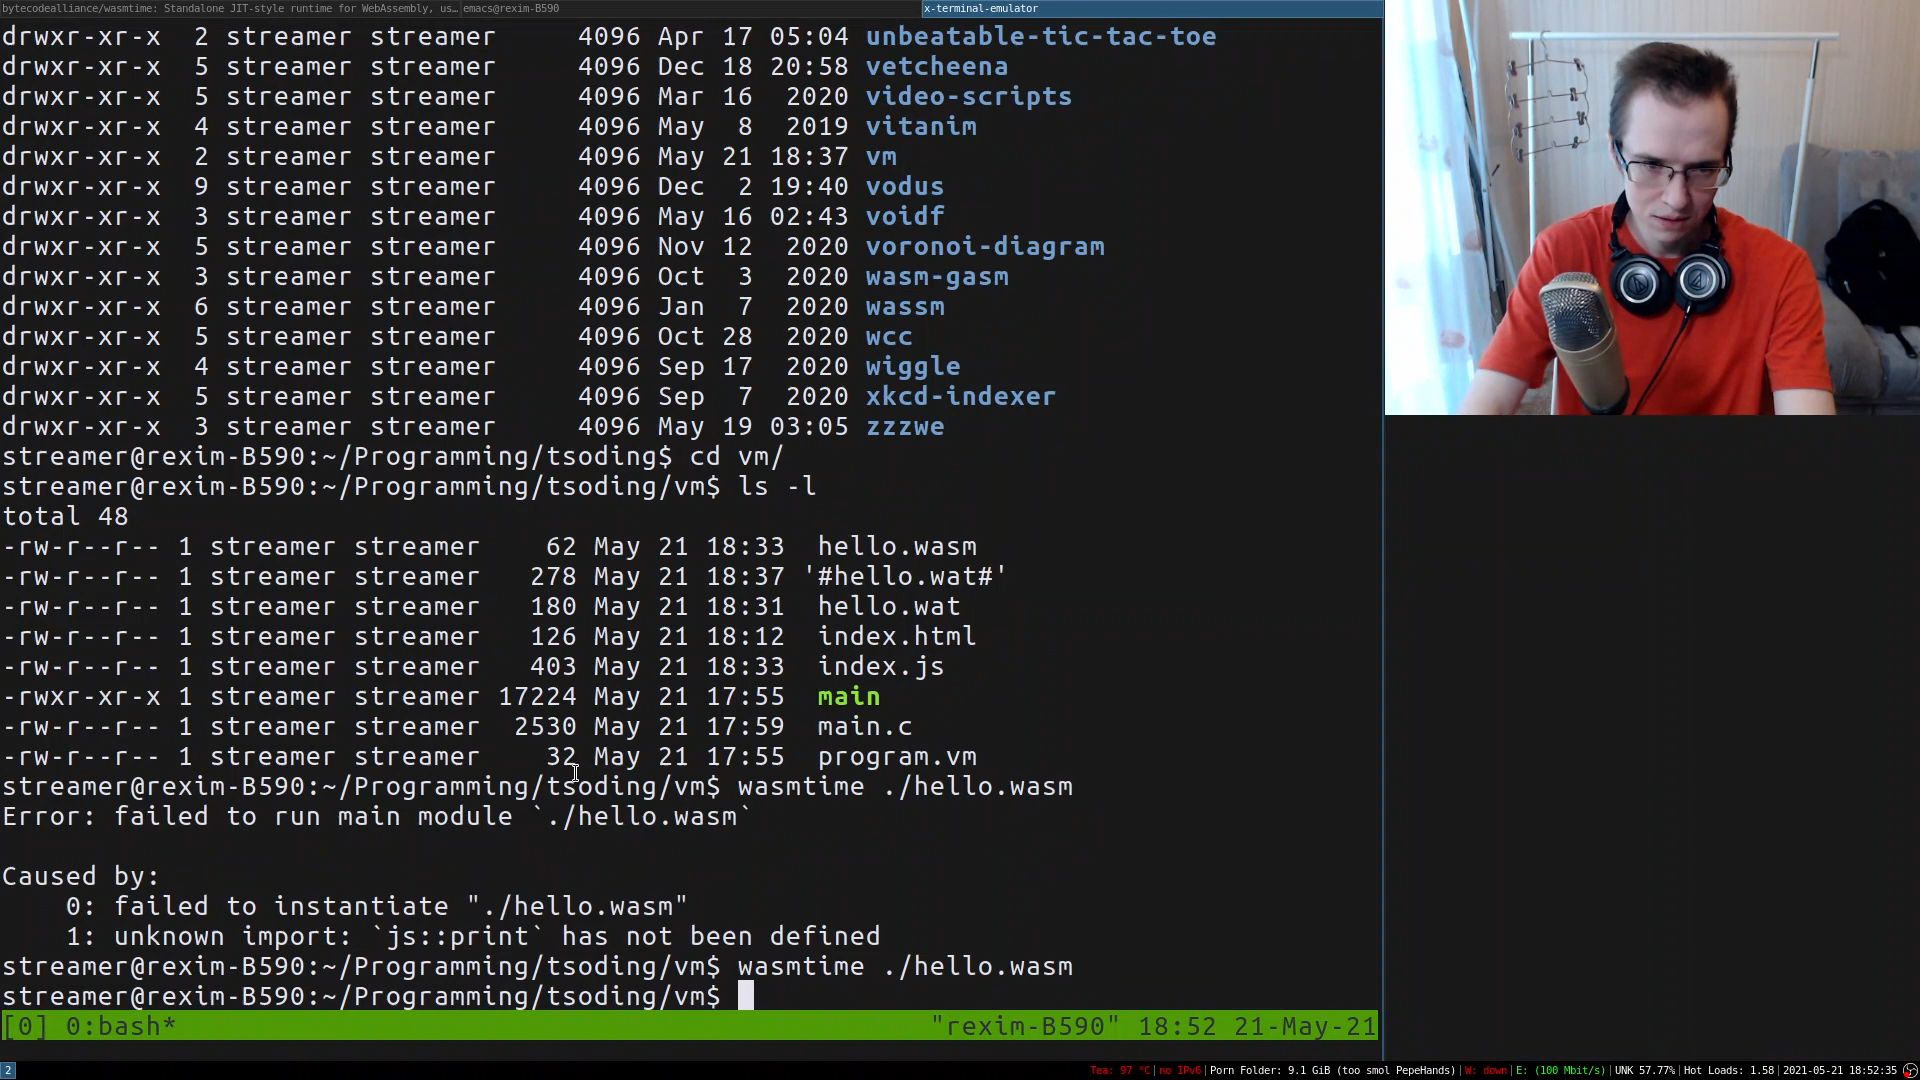 bytecodealliance/wasmtime: Standalone JIT-style runtime for WebAssembly, us… emacs@rexim-B590 x-terminal-emulator
drwxr-xr-x  2 streamer streamer     4096 Apr 17 05:04 unbeatable-tic-tac-toe
drwxr-xr-x  5 streamer streamer     4096 Dec 18 20:58 vetcheena
drwxr-xr-x  5 streamer streamer     4096 Mar 16  2020 video-scripts
drwxr-xr-x  4 streamer streamer     4096 May  8  2019 vitanim
drwxr-xr-x  2 streamer streamer     4096 May 21 18:37 vm
drwxr-xr-x  9 streamer streamer     4096 Dec  2 19:40 vodus
drwxr-xr-x  3 streamer streamer     4096 May 16 02:43 voidf
drwxr-xr-x  5 streamer streamer     4096 Nov 12  2020 voronoi-diagram
drwxr-xr-x  3 streamer streamer     4096 Oct  3  2020 wasm-gasm
drwxr-xr-x  6 streamer streamer     4096 Jan  7  2020 wassm
drwxr-xr-x  5 streamer streamer     4096 Oct 28  2020 wcc
drwxr-xr-x  4 streamer streamer     4096 Sep 17  2020 wiggle
drwxr-xr-x  5 streamer streamer     4096 Sep  7  2020 xkcd-indexer
drwxr-xr-x  3 streamer streamer     4096 May 19 03:05 zzzwe
streamer@rexim-B590:~/Programming/tsoding$ cd vm/
streamer@rexim-B590:~/Programming/tsoding/vm$ ls -l
total 48
-rw-r--r-- 1 streamer streamer    62 May 21 18:33  hello.wasm
-rw-r--r-- 1 streamer streamer   278 May 21 18:37 '#hello.wat#'
-rw-r--r-- 1 streamer streamer   180 May 21 18:31  hello.wat
-rw-r--r-- 1 streamer streamer   126 May 21 18:12  index.html
-rw-r--r-- 1 streamer streamer   403 May 21 18:33  index.js
-rwxr-xr-x 1 streamer streamer 17224 May 21 17:55  main
-rw-r--r-- 1 streamer streamer  2530 May 21 17:59  main.c
-rw-r--r-- 1 streamer streamer    32 May 21 17:55  program.vm
streamer@rexim-B590:~/Programming/tsoding/vm$ wasmtime ./hello.wasm
Error: failed to run main module `./hello.wasm`
Caused by:
    0: failed to instantiate "./hello.wasm"
    1: unknown import: `js::print` has not been defined
streamer@rexim-B590:~/Programming/tsoding/vm$ wasmtime ./hello.wasm
streamer@rexim-B590:~/Programming/tsoding/vm$
[0] 0:bash* "rexim-B590" 18:52 21-May-21
2 Tea: 97 °C|no IPv6|Porn Folder: 9.1 GiB (too smol PepeHands)|W: down|E: (100 Mbit/s)|UNK 57.77%|Hot Loads: 1.58|2021-05-21 18:52:35